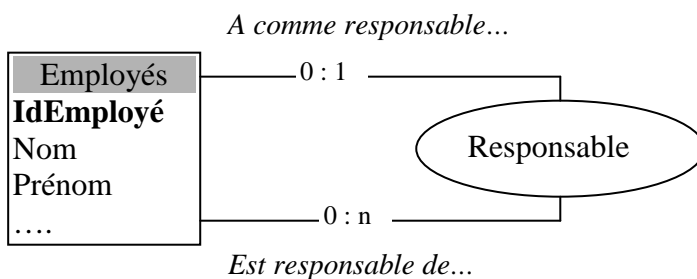 A comme responsable…
Employés
0 : 1
IdEmployé
Nom
Responsable
Prénom
0 : n
….
Est responsable de…